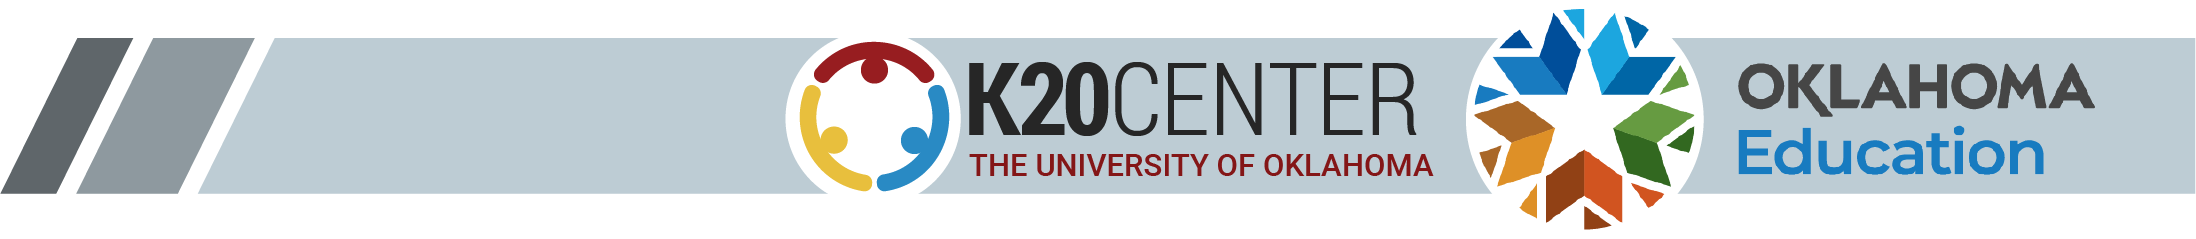 K20CENTER
THE UNIVERSITY OF OKLAHOMA
OKLAHOMA
Education